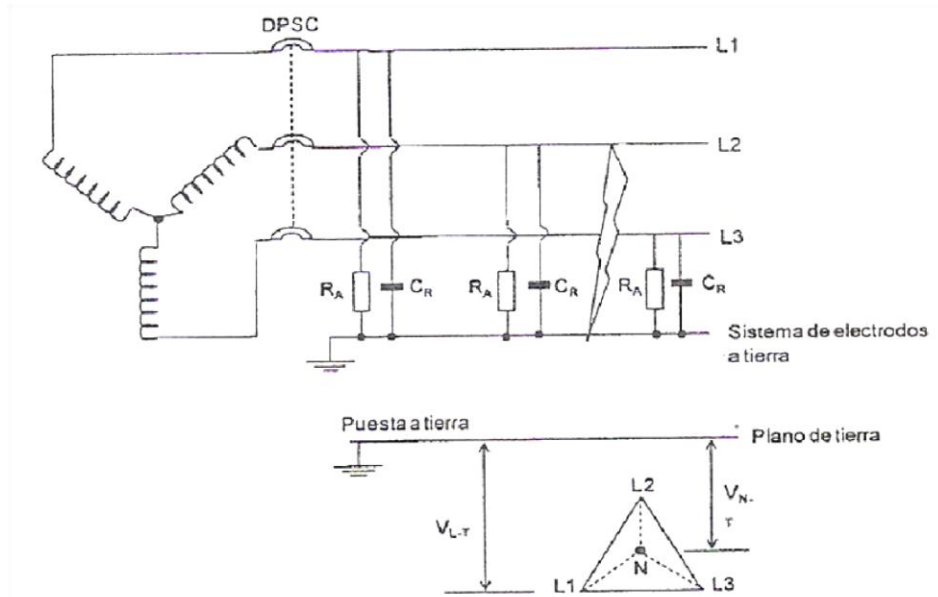 DPSC
L1
L2
L3
RA CR RA CR RA CR
Sistema de electrodos
a tierra
Puesta a tierra
Plano de tierra
L2
VL-T
VN-
T
N
L1
L3